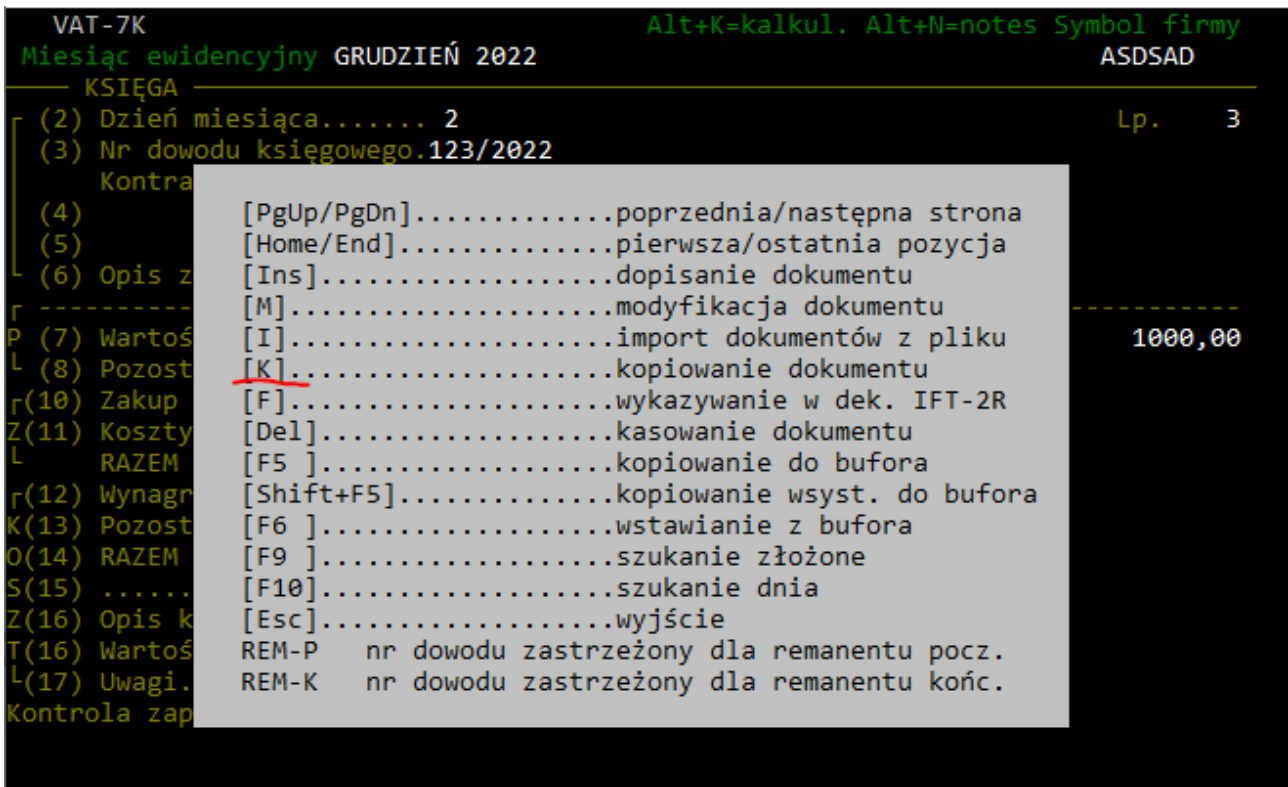 VAT-7K Alt+K=kalkul. Alt+N=notes Symbol firmy
Miesiąc ewidencyjny GRUDZIEŃ 2022 ASDSAD
KSIĘGA
(2) Dzień miesiąca....... 2 Lp. 3
(3) Nr dowodu księgowego.123/2022
Kontra
(4) [PgUp/PgDn].............poprzednia/następna strona
(5) [Home/End]..............pierwsza/ostatnia pozycja
(6) Opis z [Ins]...................dopisanie dokumentu
[M].....................modyfikacja dokumentu
P (7) Wartoś [I].....................import dokumentów z pliku 1000,00
(8) Pozost [K].....................kopiowanie dokumentu
(10) Zakup [F].....................wykazywanie w dek. IFT-2R
Z(11) Koszty [Del]...................kasowanie dokumentu
RAZEM [F5 ]...................kopiowanie do bufora
(12) Wynagr [Shift+F5]..............kopiowanie wsyst. do bufora
K(13) Pozost [F6 ]...................wstawianie z bufora
O(14) RAZEM [F9 ]...................szukanie złożone
S(15) ...... [F10]...................szukanie dnia
Z(16) Opis k [Esc]...................wyjście
T(16) Wartoś REM-P nr dowodu zastrzeżony dla remanentu pocz.
(17) Uwagi. REM-K nr dowodu zastrzeżony dla remanentu końc.
Kontrola zap